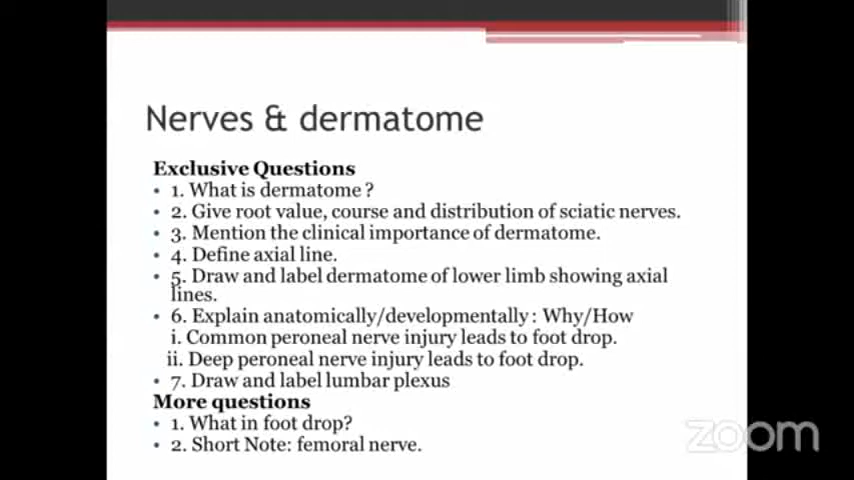 Nerves & dermatome
Exclusive Questions
• 1. What is dermatome ?
• 2. Give root value, course and distribution of sciatic nerves.
• 3. Mention the clinical importance of dermatome.
• 4. Define axial line.
• 5. Draw and label dermatome of lower limb showing axial
lines.
• 6. Explain anatomically/developmentally : Why/How
i. Common peroneal nerve injury leads to foot drop.
ii. Deep peroneal nerve injury leads to foot drop.
• 7. Draw and label lumbar plexus
More questions
• 1. What in foot drop?
• 2. Short Note: femoral nerve.
zoom